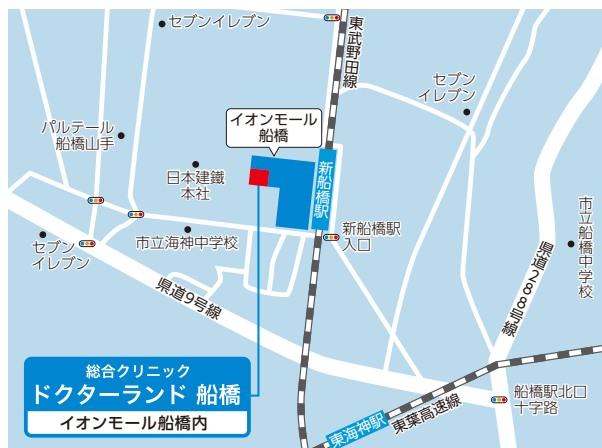 セブンイレブン
東武野田線
セブン
イレブン
イオンモール
船橋
パルテール
船橋山手
日本建鐵
本社
新船橋駅
市立海神中学校
新船橋駅
入口
市立船橋中学校
セブン
イレブン
県道9号線
県道288号線
総合クリニック
ドクターランド 船橋
イオンモール船橋内
船橋駅北口
十字路
東海神駅
東葉高速線